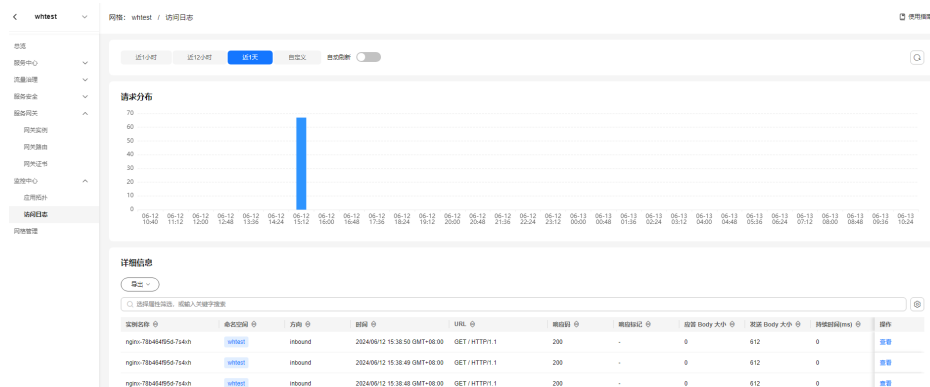 whtest
网格: whtest / 访问日志
使用指南
总览
服务中心
流量治理
服务安全
服务网关
网关实例
网关路由
网关证书
监控中心
应用拓扑
访问日志
网格管理
近1小时 近12小时 近1天 自定义 自动刷新
请求分布
70
60
50
40
30
20
10
0
06-12 06-12 06-12 06-12 06-12 06-12 06-12 06-12 06-12 06-12 06-12 06-12 06-12 06-12 06-12 06-12 06-12 06-13 06-13 06-13 06-13 06-13 06-13 06-13 06-13 06-13 06-13 06-13 06-13 06-13 06-13
10:40 11:12 12:00 12:48 13:36 14:24 15:12 16:00 16:48 17:36 18:24 19:12 20:00 20:48 21:36 22:24 23:12 00:00 00:48 01:36 02:24 03:12 04:00 04:48 05:36 06:24 07:12 08:00 08:48 09:36 10:24
详细信息
导出
选择属性筛选，或输入关键字搜索
实例名称 命名空间 方向 时间 URL 响应码 响应标记 应答 Body 大小 发送 Body 大小 持续时间(ms) 操作
nginx-78b464f95d-7s4xh whtest inbound 2024/06/12 15:38:50 GMT+08:00 GET / HTTP/1.1 200 - 0 612 0 查看
nginx-78b464f95d-7s4xh whtest inbound 2024/06/12 15:38:49 GMT+08:00 GET / HTTP/1.1 200 - 0 612 0 查看
nginx-78b464f95d-7s4xh whtest inbound 2024/06/12 15:38:48 GMT+08:00 GET / HTTP/1.1 200 - 0 612 0 查看